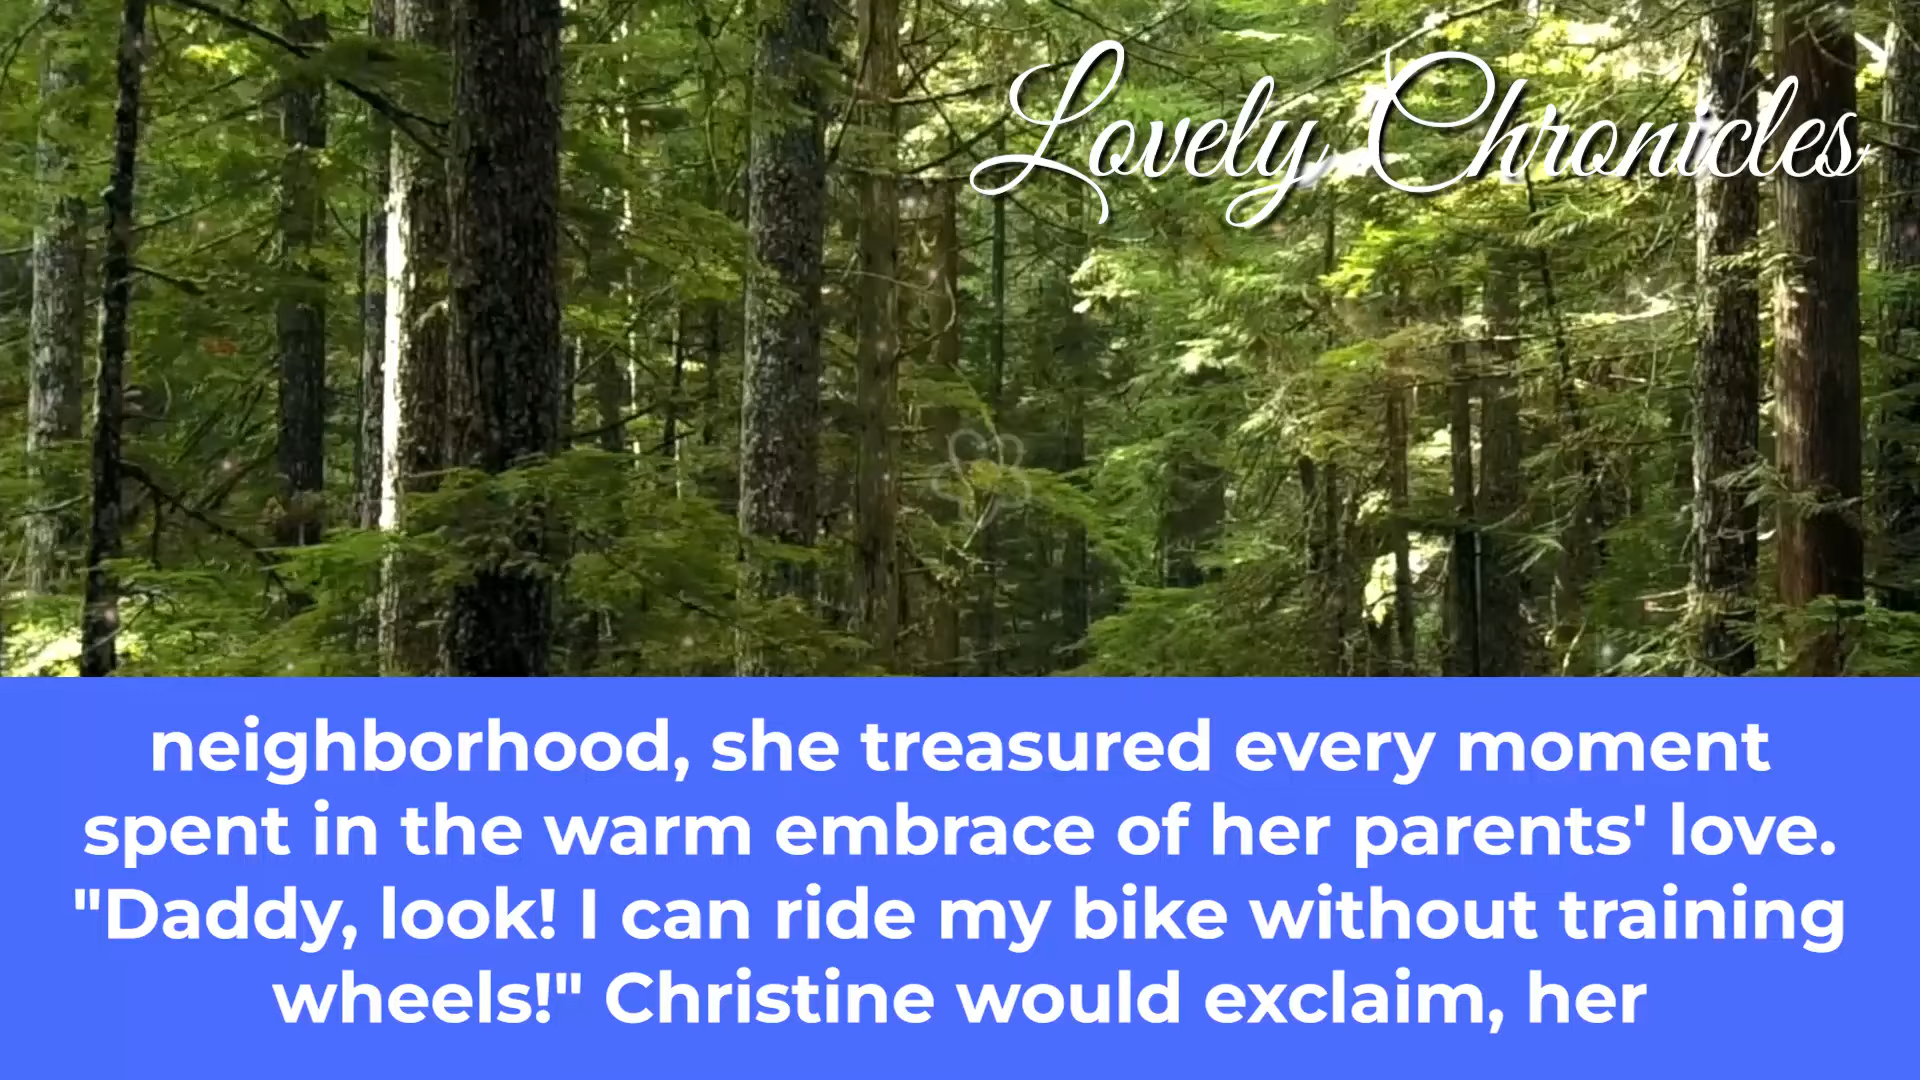 Lovely Chronicles
neighborhood, she treasured every moment
spent in the warm embrace of her parents' love.
"Daddy, look! I can ride my bike without training
wheels!" Christine would exclaim, her